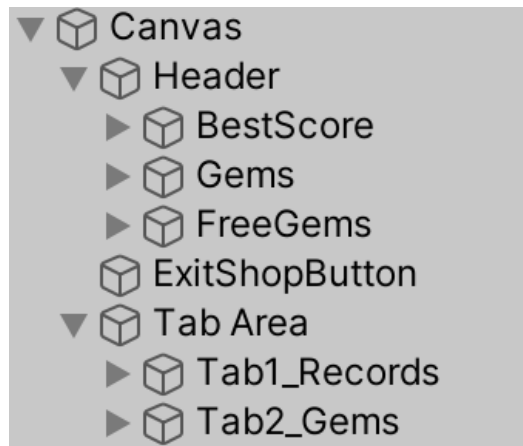 Canvas
Header
BestScore
Gems
FreeGems
ExitShopButton
Tab Area
Tab1_Records
Tab2_Gems